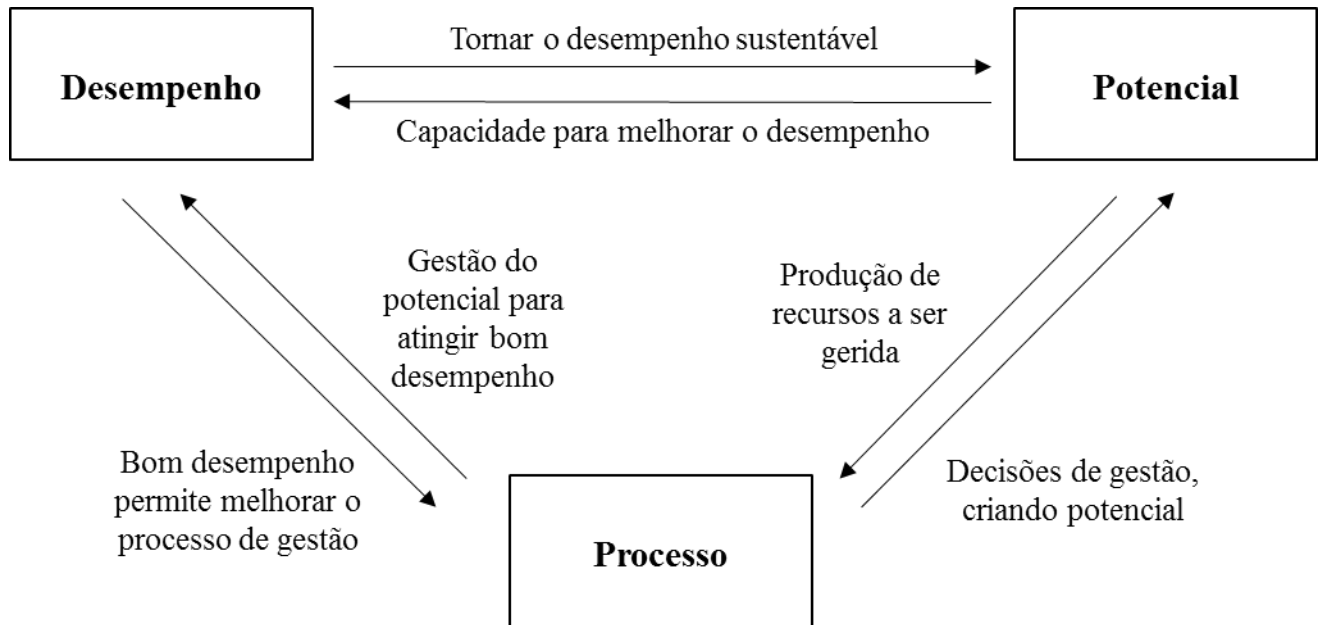 Tornar o desempenho sustentável
Desempenho
Potencial
Capacidade para melhorar o desempenho
Gestão do
potencial para
atingir bom
desempenho
Produção de
recursos a ser
gerida
Bom desempenho
permite melhorar o
processo de gestão
Decisões de gestão,
criando potencial
Processo